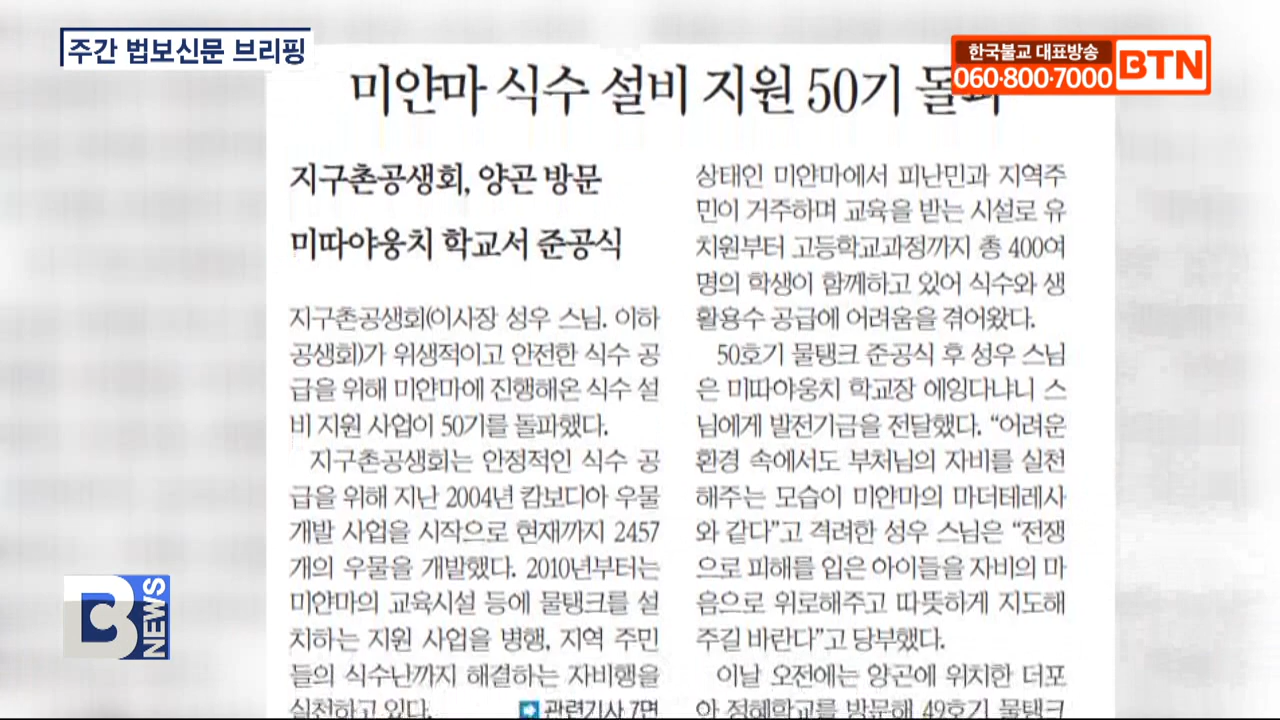 주간 법보신문 브리핑
한국불교 대표방송
060·800·7000
BTN
미얀마 식수 설비 지원 50기 돌파
지구촌공생회, 양곤 방문
미따야웅치 학교서 준공식
지구촌공생회(이사장 성우 스님. 이하
공생회)가 위생적이고 안전한 식수 공
급을 위해 미얀마에 진행해온 식수 설
비 지원 사업이 50기를 돌파했다.
지구촌공생회는 안정적인 식수 공
급을 위해 지난 2004년 캄보디아 우물
개발 사업을 시작으로 현재까지 2457
개의 우물을 개발했다. 2010년부터는
미얀마의 교육시설 등에 물탱크를 설
치하는 지원 사업을 병행, 지역 주민
들의 식수난까지 해결하는 자비행을
실천하고 있다.
관련기사 7면
상태인 미얀마에서 피난민과 지역주
민이 거주하며 교육을 받는 시설로 유
치원부터 고등학교과정까지 총 400여
명의 학생이 함께하고 있어 식수와 생
활용수 공급에 어려움을 겪어왔다.
50호기 물탱크 준공식 후 성우 스님
은 미따야웅치 학교장 에잉다냐니 스
님에게 발전기금을 전달했다. “어려운
환경 속에서도 부처님의 자비를 실천
해주는 모습이 미얀마의 마더테레사
와 같다”고 격려한 성우 스님은 “전쟁
으로 피해를 입은 아이들을 자비의 마
음으로 위로해주고 따뜻하게 지도해
주길 바란다”고 당부했다.
이날 오전에는 양곤에 위치한 더포
아 정혜학교를 방문해 49호기 물탱크
B NEWS